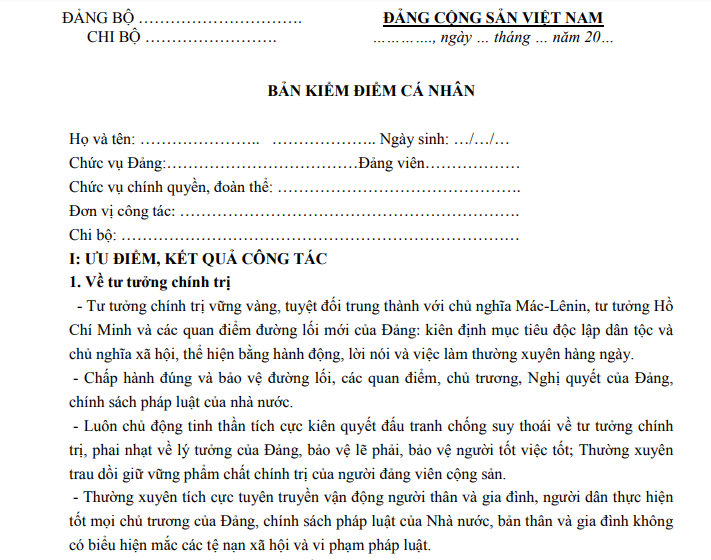 ĐẢNG BỘ ………………………….
ĐẢNG CỘNG SẢN VIỆT NAM
CHI BỘ …………………….
…………., ngày … tháng … năm 20…
BẢN KIỂM ĐIỂM CÁ NHÂN
Họ và tên: ………………….. ……………….. Ngày sinh: …/…/…
Chức vụ Đảng:………………………………Đảng viên………………
Chức vụ chính quyền, đoàn thể: ……………………………………….
Đơn vị công tác: ……………………………………………………….
Chi bộ: …………………………………………………………………
I: ƯU ĐIỂM, KẾT QUẢ CÔNG TÁC
1. Về tư tưởng chính trị
- Tư tưởng chính trị vững vàng, tuyệt đối trung thành với chủ nghĩa Mác-Lênin, tư tưởng Hồ
Chí Minh và các quan điểm đường lối mới của Đảng: kiên định mục tiêu độc lập dân tộc và
chủ nghĩa xã hội, thể hiện bằng hành động, lời nói và việc làm thường xuyên hàng ngày.
- Chấp hành đúng và bảo vệ đường lối, các quan điểm, chủ trương, Nghị quyết của Đảng,
chính sách pháp luật của nhà nước.
- Luôn chủ động tinh thần tích cực kiên quyết đấu tranh chống suy thoái về tư tưởng chính
trị, phai nhạt về lý tưởng của Đảng, bảo vệ lẽ phải, bảo vệ người tốt việc tốt; Thường xuyên
trau dồi giữ vững phẩm chất chính trị của người đảng viên cộng sản.
- Thường xuyên tích cực tuyên truyền vận động người thân và gia đình, người dân thực hiện
tốt mọi chủ trương của Đảng, chính sách pháp luật của Nhà nước, bản thân và gia đình không
có biểu hiện mắc các tệ nạn xã hội và vi phạm pháp luật.